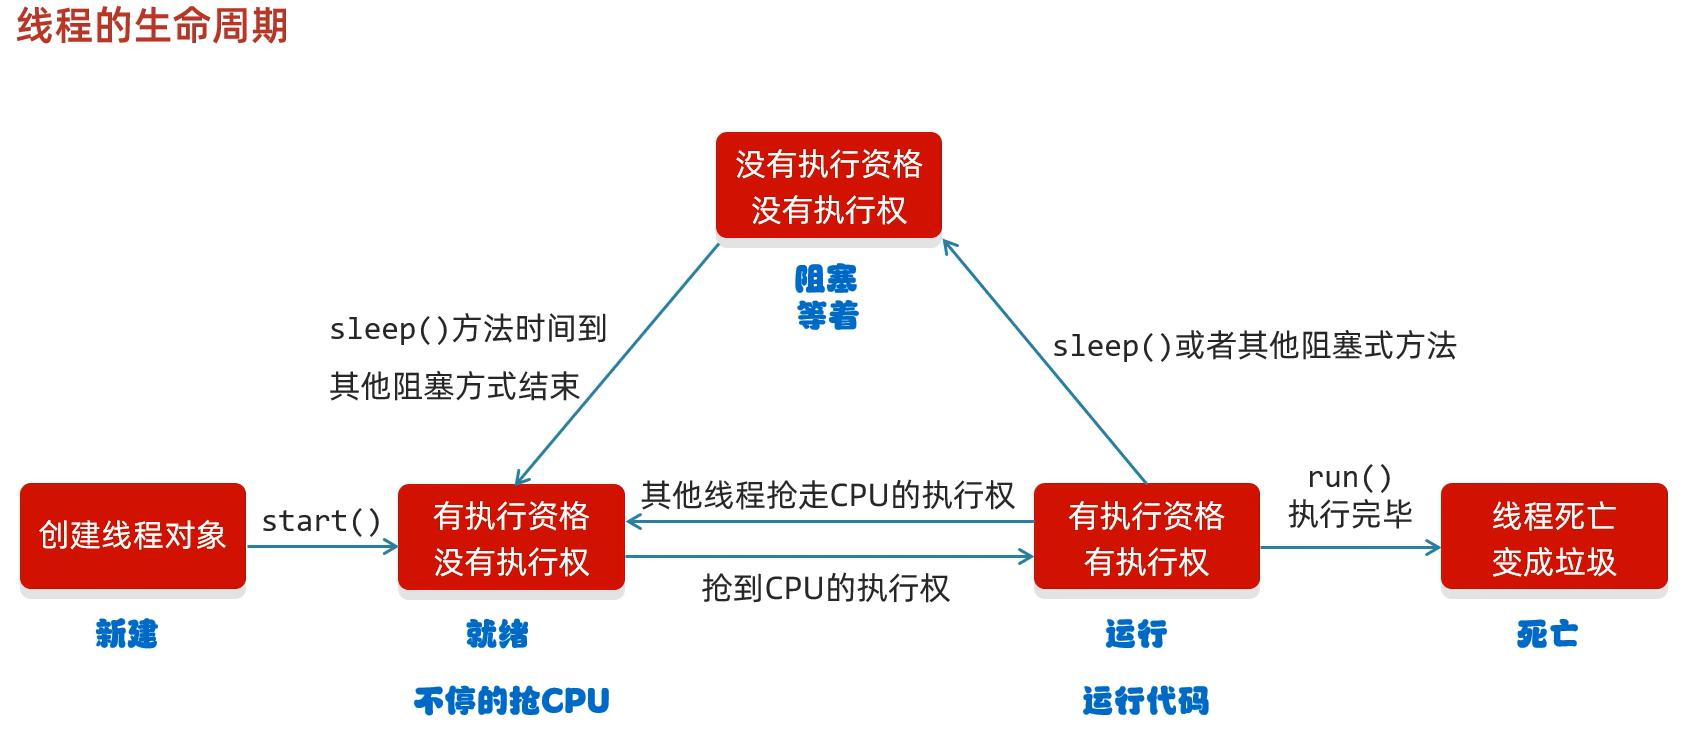 线程的生命周期
没有执行资格
没有执行权
阻塞
等着
sleep()方法时间到
其他阻塞方式结束
sleep()或者其他阻塞式方法
创建线程对象
新建
start()
有执行资格
没有执行权
就绪
不停的抢CPU
其他线程抢走CPU的执行权
抢到CPU的执行权
有执行资格
有执行权
运行
运行代码
run()
执行完毕
线程死亡
变成垃圾
死亡